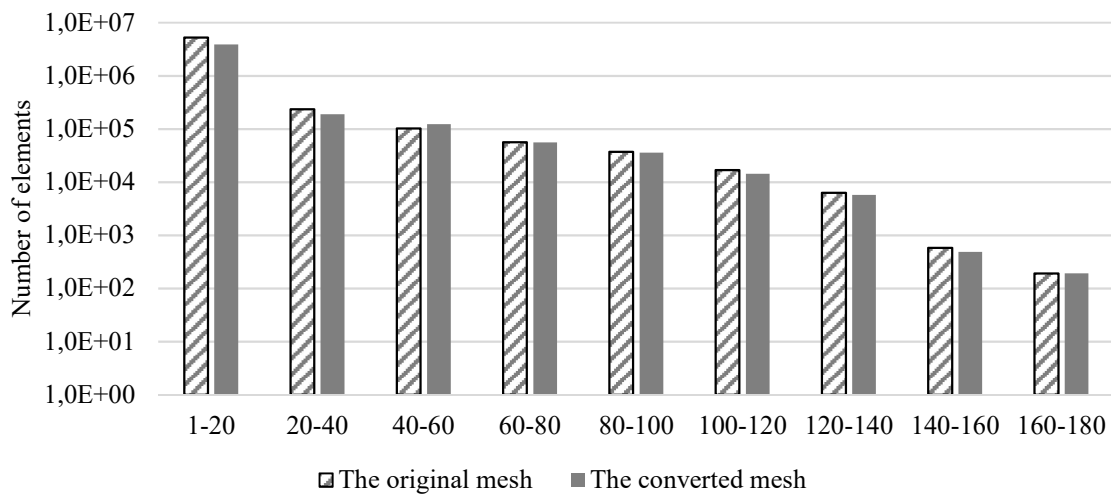 Number of elements
1,0E+07
1,0E+06
1,0E+05
1,0E+04
1,0E+03
1,0E+02
1,0E+01
1,0E+00
1-20 20-40 40-60 60-80 80-100 100-120 120-140 140-160 160-180
The original mesh The converted mesh